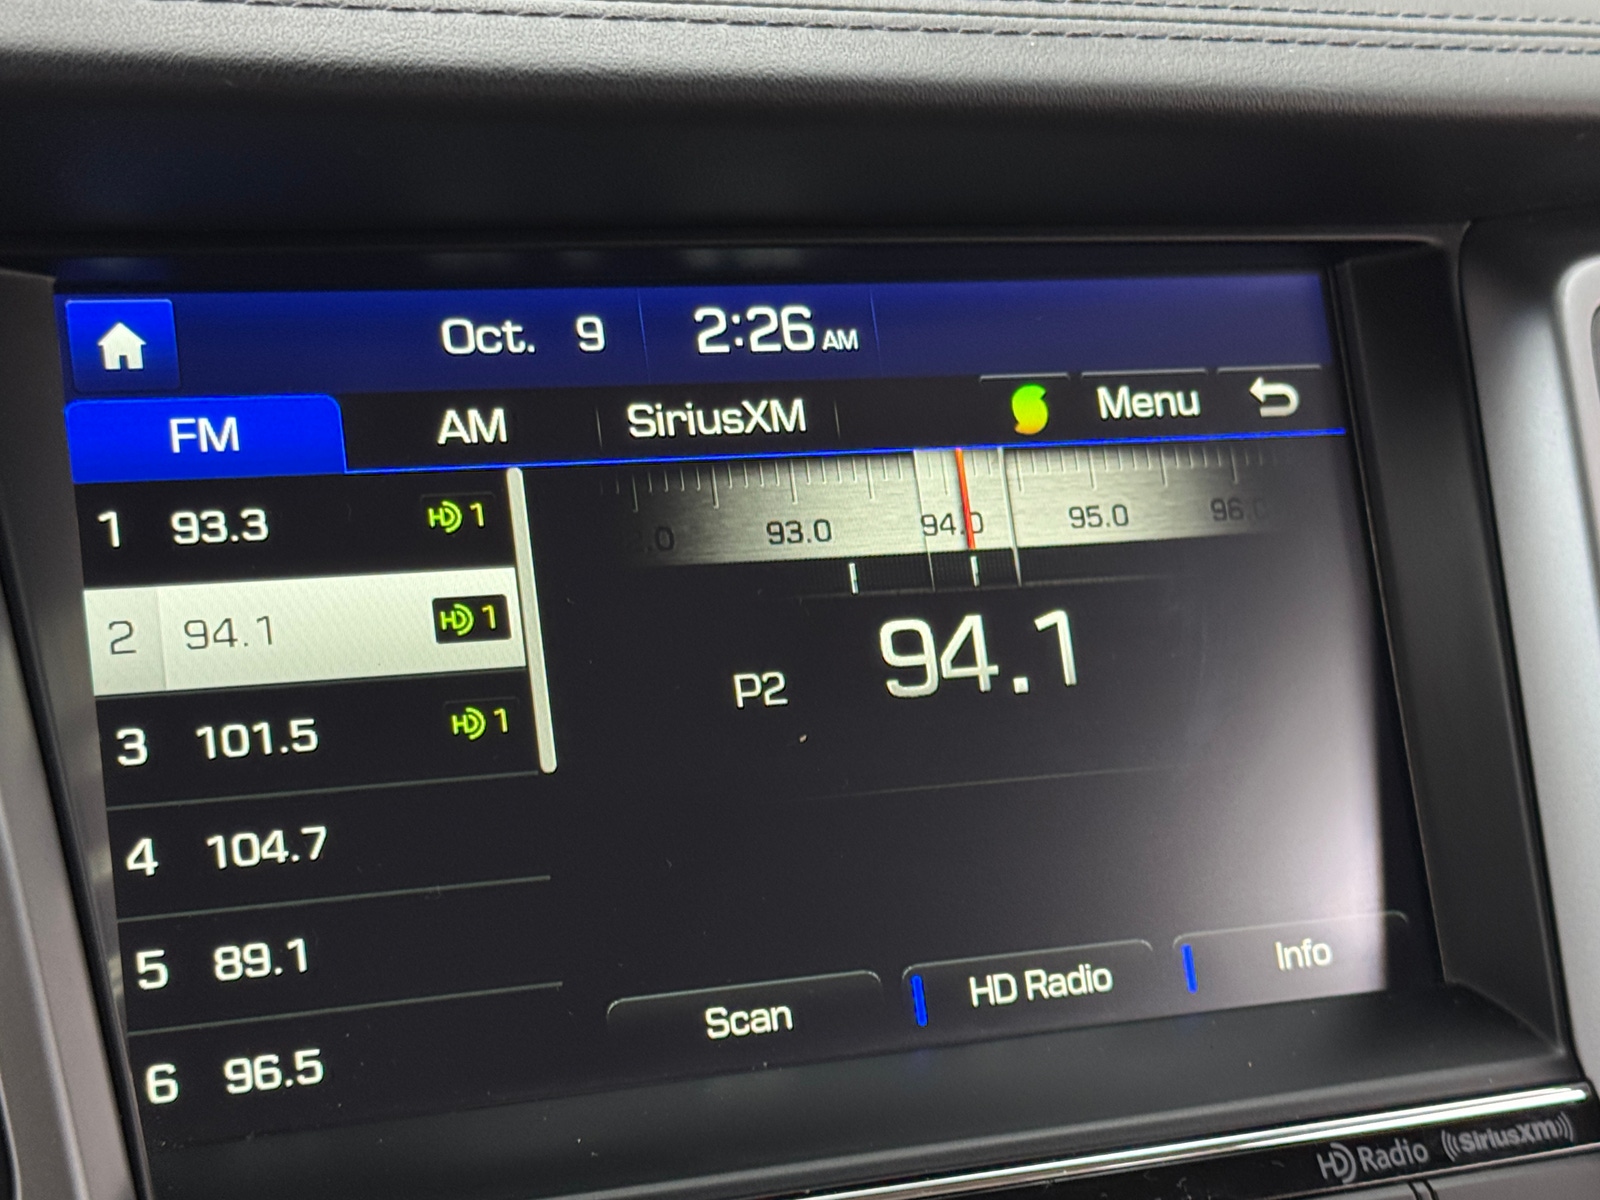 Oct. 9 2:26 AM
FM AM SiriusXM Menu
1 93.3 HD 1
2 94.1 HD 1
3 101.5 HD 1
4 104.7
5 89.1
6 96.5
93.0 94.0 95.0 96.0
P2 94.1
Scan HD Radio Info
HD Radio ((SiriusXM))